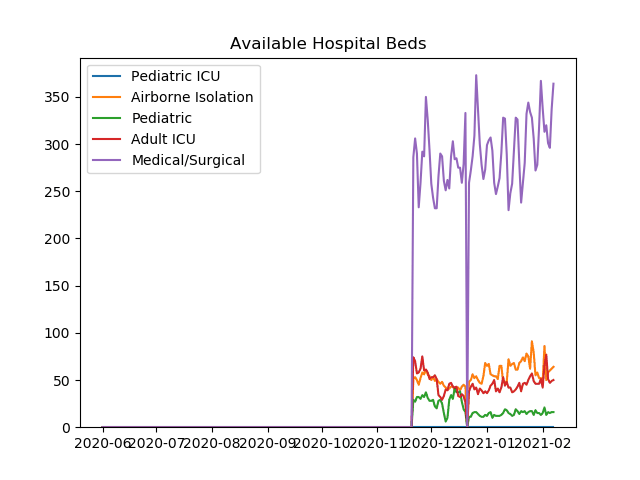 Available Hospital Beds
Pediatric ICU
Airborne Isolation
Pediatric
Adult ICU
Medical/Surgical
350
300
250
200
150
100
50
0
2020-06 2020-07 2020-08 2020-09 2020-10 2020-11 2020-12 2021-01 2021-02